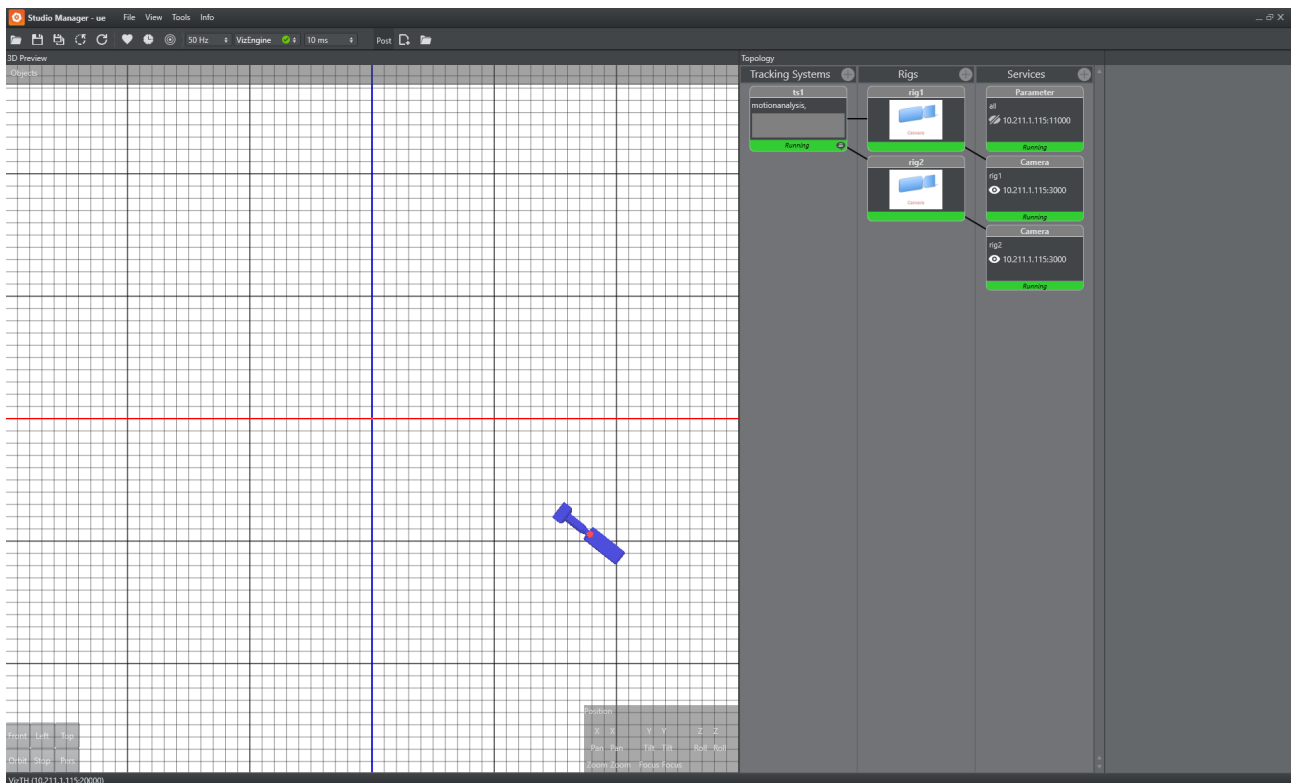 Studio Manager - ue File View Tools Info
50 Hz VizEngine 10 ms Post
3D Preview
Objects
Front Left Top
Orbit Stop Pers
Position
X X Y Y Z Z
Pan Pan Tilt Tilt Roll Roll
Zoom Zoom Focus Focus
Topology
Tracking Systems
ts1
motionanalysis,
Running
Rigs
rig1
Camera
rig2
Camera
Services
Parameter
all
10.211.1.115:11000
Running
Camera
rig1
10.211.1.115:3000
Running
Camera
rig2
10.211.1.115:3000
Running
VizTH (10.211.1.115:20000)